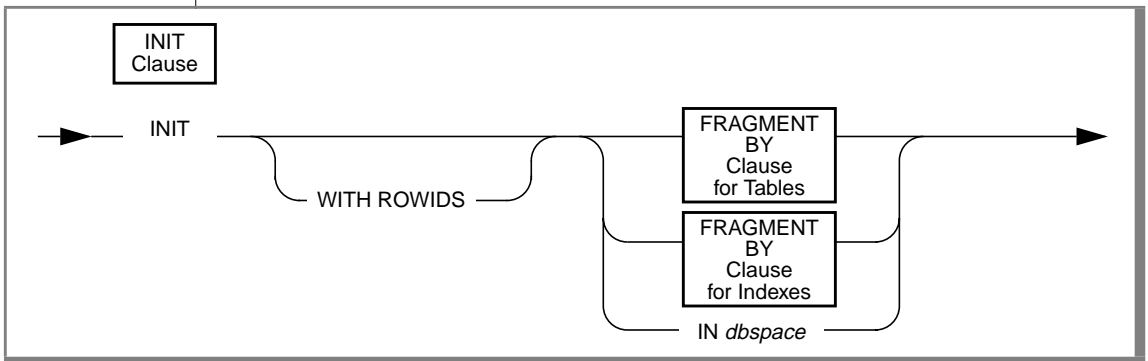 INIT
Clause
INIT
WITH ROWIDS
FRAGMENT
BY
Clause
for Tables
FRAGMENT
BY
Clause
for Indexes
IN dbspace